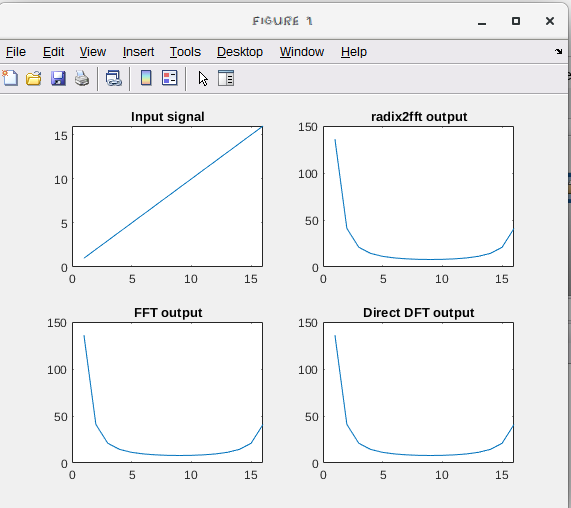 FIGURE 1
File Edit View Insert Tools Desktop Window Help
Input signal
15
10
5
0
0 5 10 15
radix2fft output
150
100
50
0
0 5 10 15
FFT output
150
100
50
0
0 5 10 15
Direct DFT output
150
100
50
0
0 5 10 15